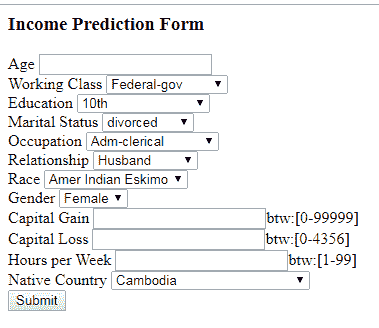 Income Prediction Form
Age
Working Class Federal-gov
Education 10th
Marital Status divorced
Occupation Adm-clerical
Relationship Husband
Race Amer Indian Eskimo
Gender Female
Capital Gain btw:[0-99999]
Capital Loss btw:[0-4356]
Hours per Week btw:[1-99]
Native Country Cambodia
Submit